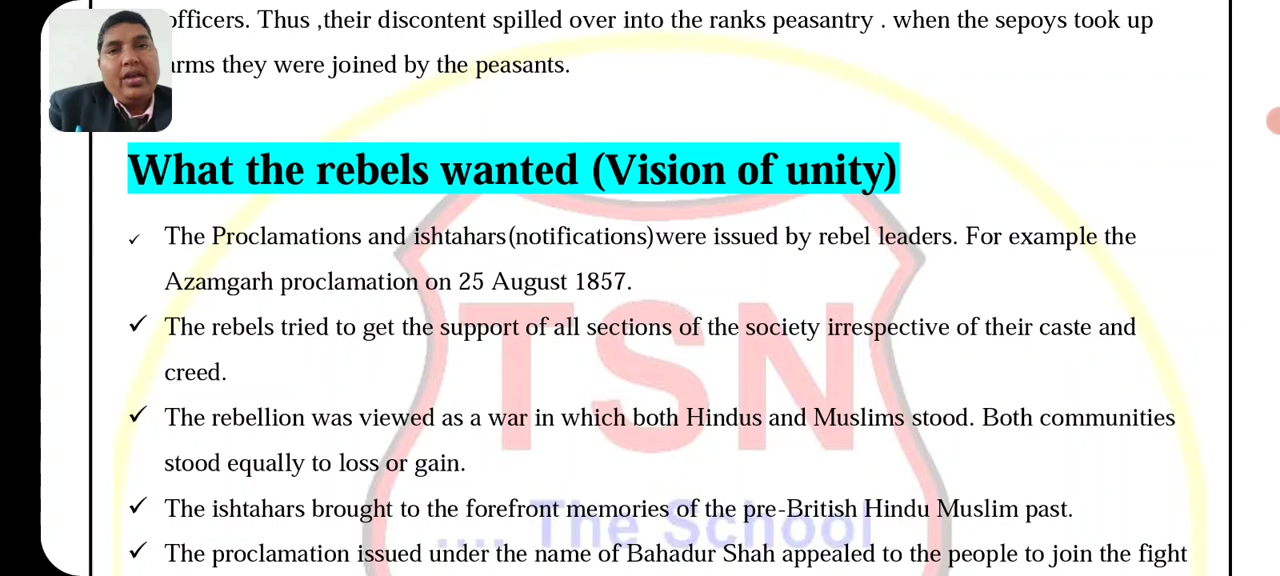 officers. Thus ,their discontent spilled over into the ranks peasantry . when the sepoys took up
arms they were joined by the peasants.
What the rebels wanted (Vision of unity)
✓ The Proclamations and ishtahars(notifications)were issued by rebel leaders. For example the
Azamgarh proclamation on 25 August 1857.
✓ The rebels tried to get the support of all sections of the society irrespective of their caste and
creed.
✓ The rebellion was viewed as a war in which both Hindus and Muslims stood. Both communities
stood equally to loss or gain.
✓ The ishtahars brought to the forefront memories of the pre-British Hindu Muslim past.
✓ The proclamation issued under the name of Bahadur Shah appealed to the people to join the fight
TSN
.... The School